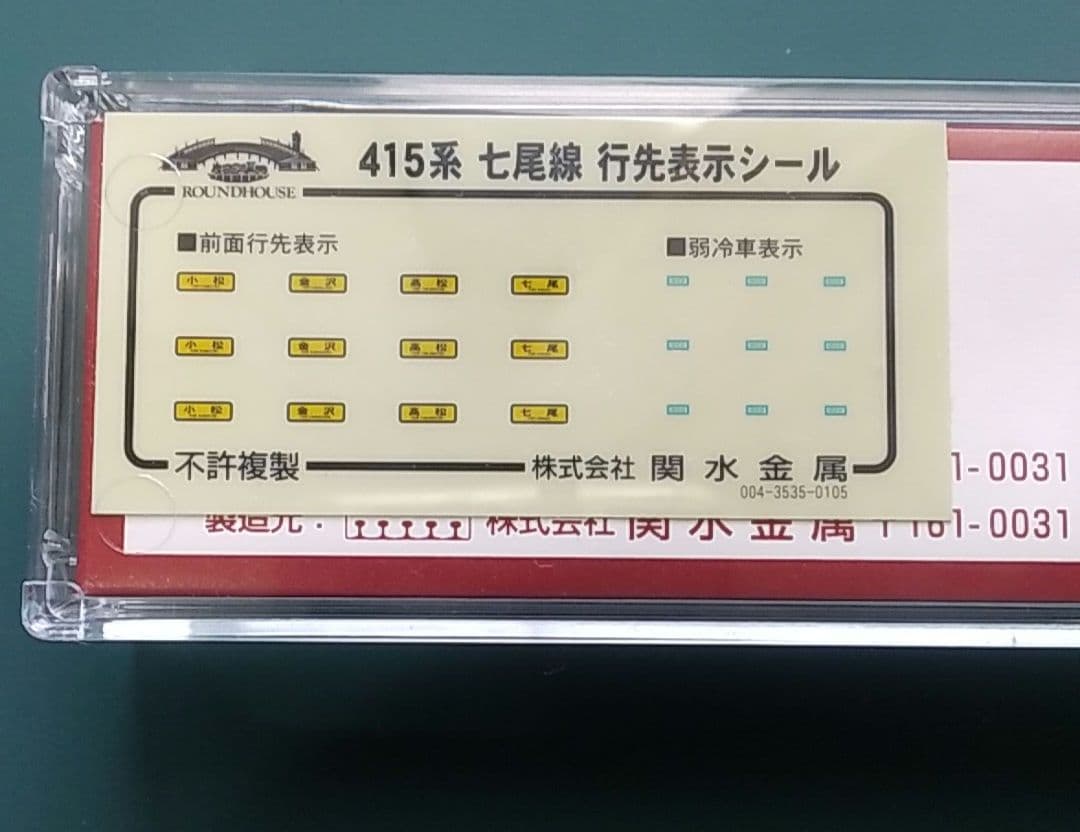 415系 七尾線 行先表示シール
ROUNDHOUSE
■前面行先表示
■弱冷車表示
小松 金沢 高松 七尾
小松 金沢 高松 七尾
小松 金沢 高松 七尾
不許複製
株式会社 関水金属
004-3535-0105
1-0031
製造元: 株式会社 関水金属 〒161-0031